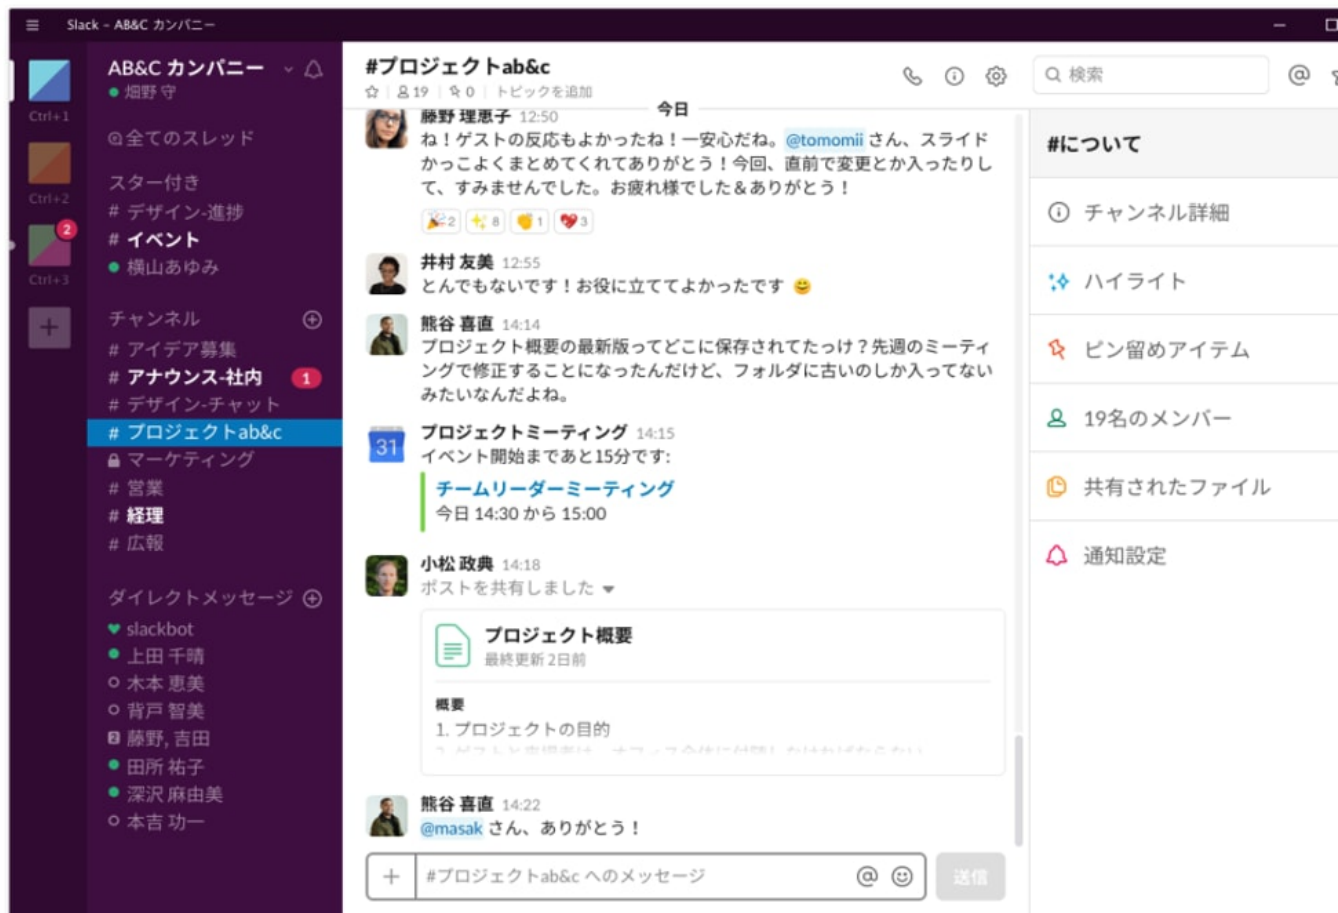 Slack – AB&C カンパニー
Ctrl+1
Ctrl+2
2
Ctrl+3
AB&C カンパニー
畑野 守
全てのスレッド
スター付き
# デザイン-進捗
# イベント
横山あゆみ
チャンネル
# アイデア募集
# アナウンス-社内 1
# デザイン-チャット
# プロジェクトab&c
マーケティング
# 営業
# 経理
# 広報
ダイレクトメッセージ
slackbot
上田 千晴
木本 恵美
背戸 智美
2 藤野, 吉田
田所 祐子
深沢 麻由美
本吉 功一
#プロジェクトab&c
19 | 0 | トピックを追加
検索
今日
藤野 理恵子 12:50
ね！ゲストの反応もよかったね！一安心だね。@tomomii さん、スライド
かっこよくまとめてくれてありがとう！今回、直前で変更とか入ったりし
て、すみませんでした。お疲れ様でした＆ありがとう！
2 8 1 3
井村 友美 12:55
とんでもないです！お役に立ててよかったです
熊谷 喜直 14:14
プロジェクト概要の最新版ってどこに保存されてたっけ？先週のミーティ
ングで修正することになったんだけど、フォルダに古いのしか入ってない
みたいなんだよね。
31
プロジェクトミーティング 14:15
イベント開始まであと15分です:
チームリーダーミーティング
今日 14:30 から 15:00
小松 政典 14:18
ポストを共有しました
プロジェクト概要
最終更新 2日前
概要
1. プロジェクトの目的
熊谷 喜直 14:22
@masak さん、ありがとう！
#プロジェクトab&c へのメッセージ
送信
#について
チャンネル詳細
ハイライト
ピン留めアイテム
19名のメンバー
共有されたファイル
通知設定